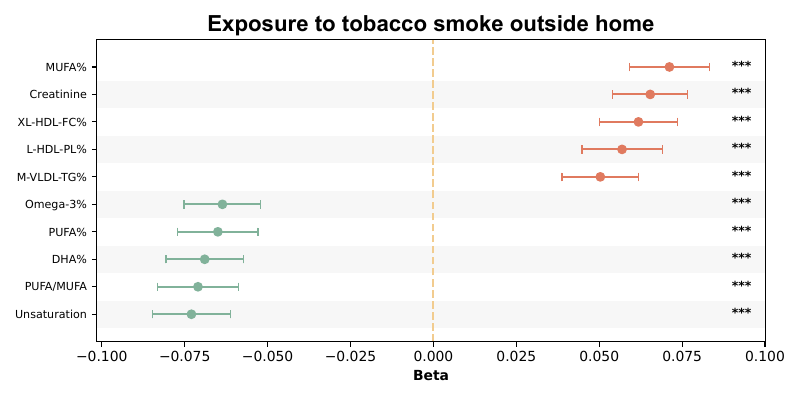 Exposure to tobacco smoke outside home
MUFA% ***
Creatinine ***
XL-HDL-FC% ***
L-HDL-PL% ***
M-VLDL-TG% ***
Omega-3% ***
PUFA% ***
DHA% ***
PUFA/MUFA ***
Unsaturation ***
−0.100 −0.075 −0.050 −0.025 0.000 0.025 0.050 0.075 0.100
Beta